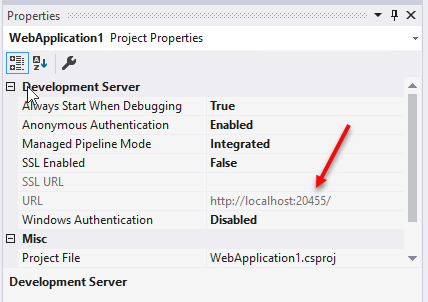 Properties
WebApplication1 Project Properties
Development Server
Always Start When Debugging True
Anonymous Authentication Enabled
Managed Pipeline Mode Integrated
SSL Enabled False
SSL URL
URL http://localhost:20455/
Windows Authentication Disabled
Misc
Project File WebApplication1.csproj
Development Server